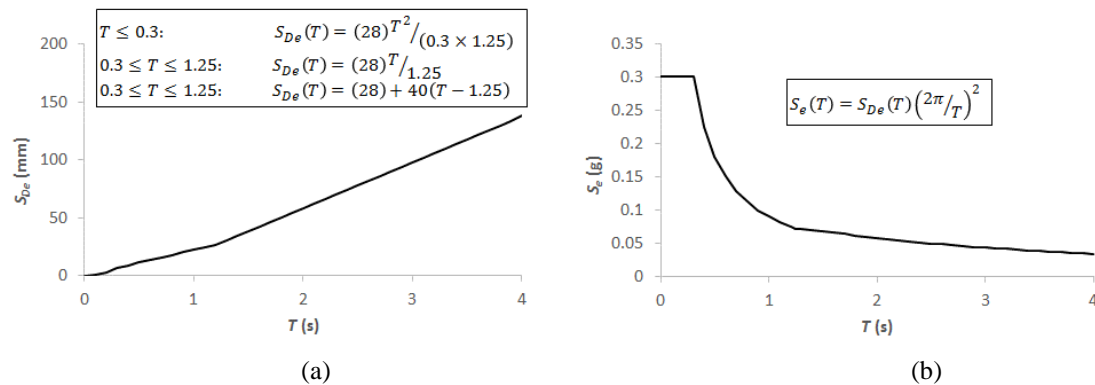 T ≤ 0.3: S_De(T) = (28)T²/(0.3 × 1.25)
0.3 ≤ T ≤ 1.25: S_De(T) = (28)T/1.25
0.3 ≤ T ≤ 1.25: S_De(T) = (28) + 40(T − 1.25)
200
150
100
50
0
S_De (mm)
0 1 2 3 4
T (s)
(a)
0.35
0.3
0.25
0.2
0.15
0.1
0.05
0
S_e (g)
S_e(T) = S_De(T)(2π/T)²
0 1 2 3 4
T (s)
(b)